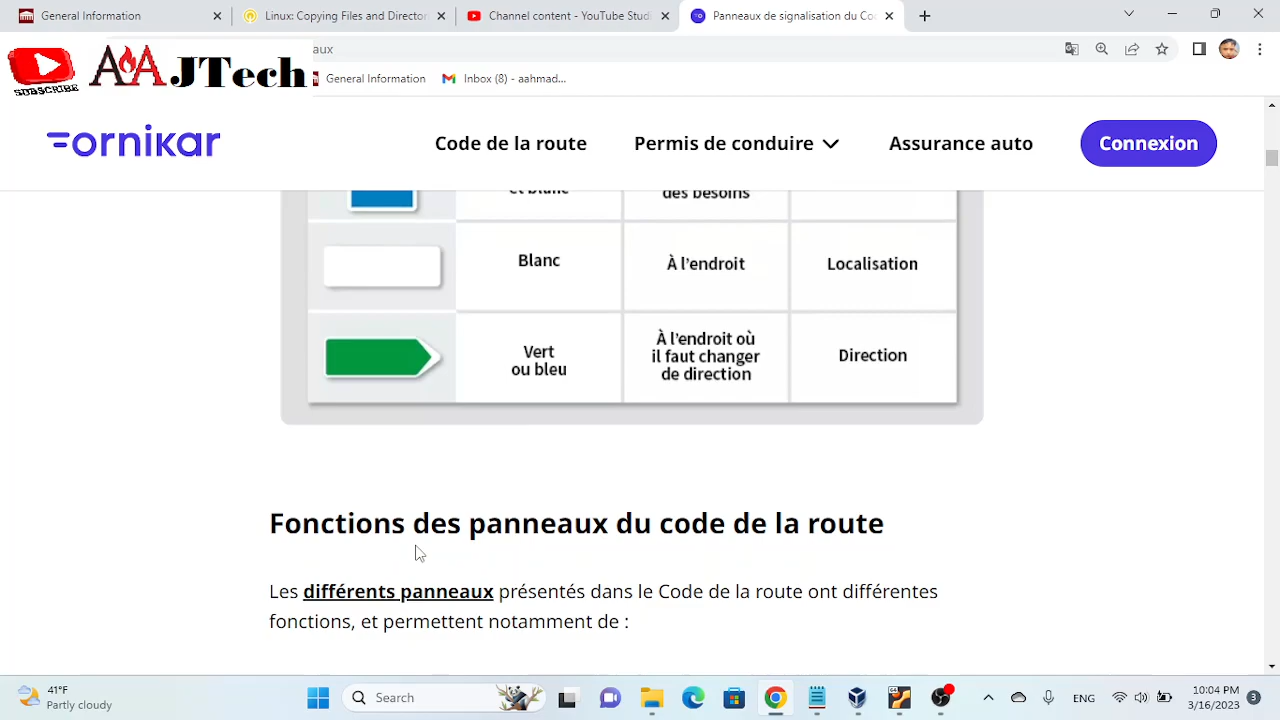 General Information
Linux: Copying Files and Director
Channel content - YouTube Studi
Panneaux de signalisation du Co
aux
SUBSCRIBE
AAJTech
General Information
Inbox (8) - aahmad...
ornikar
Code de la route
Permis de conduire
Assurance auto
Connexion
et blanc
des besoins
Blanc
À l'endroit
Localisation
Vert
ou bleu
À l'endroit où
il faut changer
de direction
Direction
Fonctions des panneaux du code de la route
Les différents panneaux présentés dans le Code de la route ont différentes
fonctions, et permettent notamment de :
41°F
Partly cloudy
Search
64
ENG
10:04 PM
3/16/2023
3